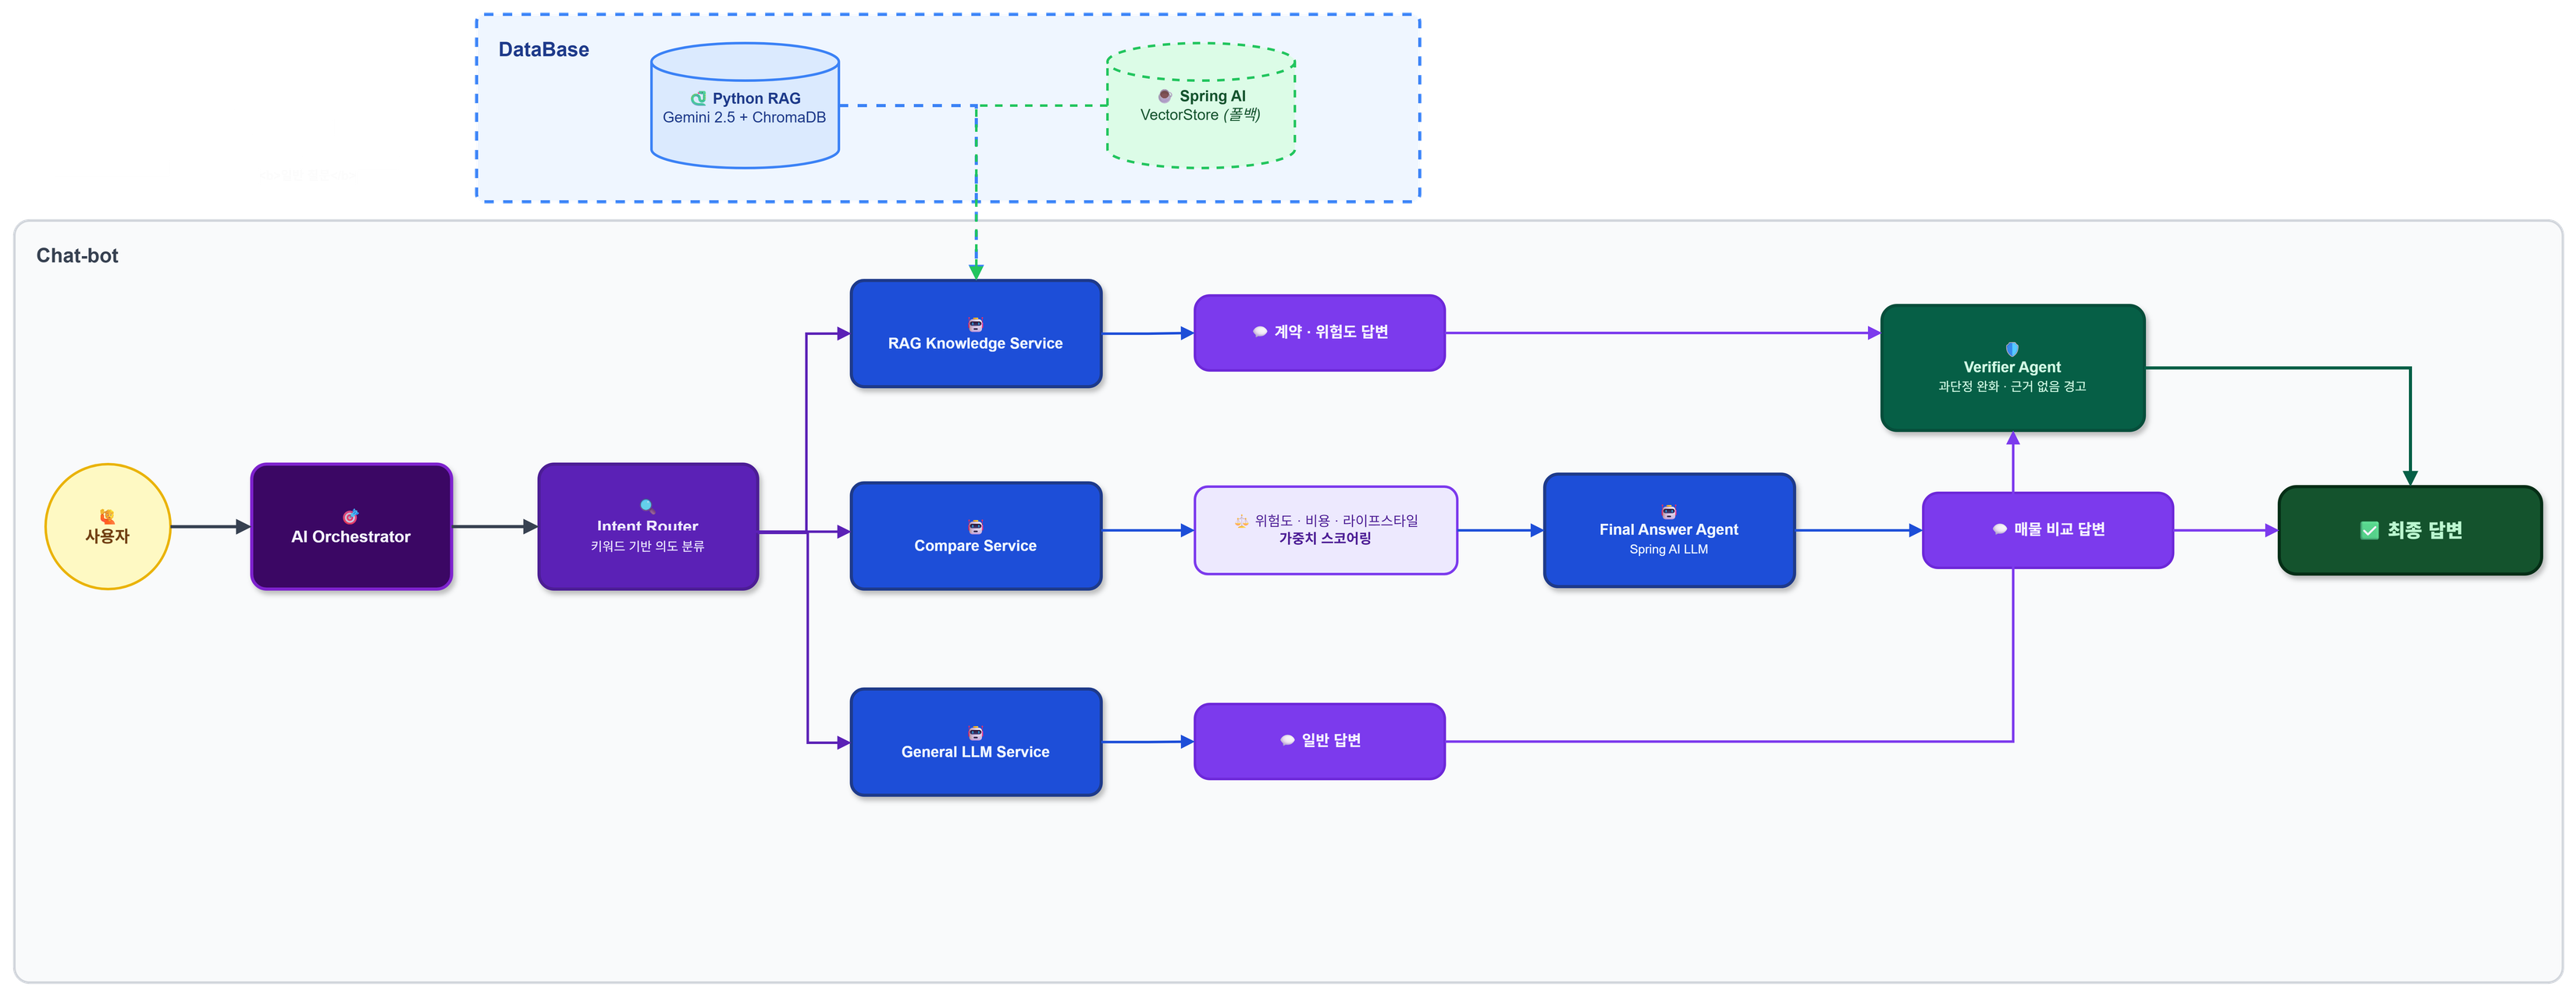 DataBase
Python RAG
Gemini 2.5 + ChromaDB
Spring AI
VectorStore (폴백)
Chat-bot
RAG Knowledge Service
계약 · 위험도 답변
Verifier Agent
과단정 완화 · 근거 없음 경고
사용자
AI Orchestrator
Intent Router
키워드 기반 의도 분류
Compare Service
위험도 · 비용 · 라이프스타일
가중치 스코어링
Final Answer Agent
Spring AI LLM
매물 비교 답변
최종 답변
General LLM Service
일반 답변